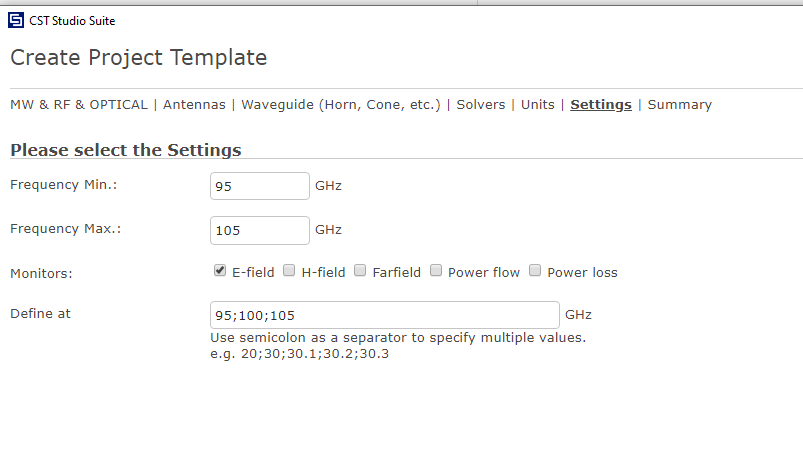 CST Studio Suite
Create Project Template
MW & RF & OPTICAL | Antennas | Waveguide (Horn, Cone, etc.) | Solvers | Units | Settings | Summary
Please select the Settings
Frequency Min.: 95 GHz
Frequency Max.: 105 GHz
Monitors: E-field H-field Farfield Power flow Power loss
Define at 95;100;105 GHz
Use semicolon as a separator to specify multiple values.
e.g. 20;30;30.1;30.2;30.3